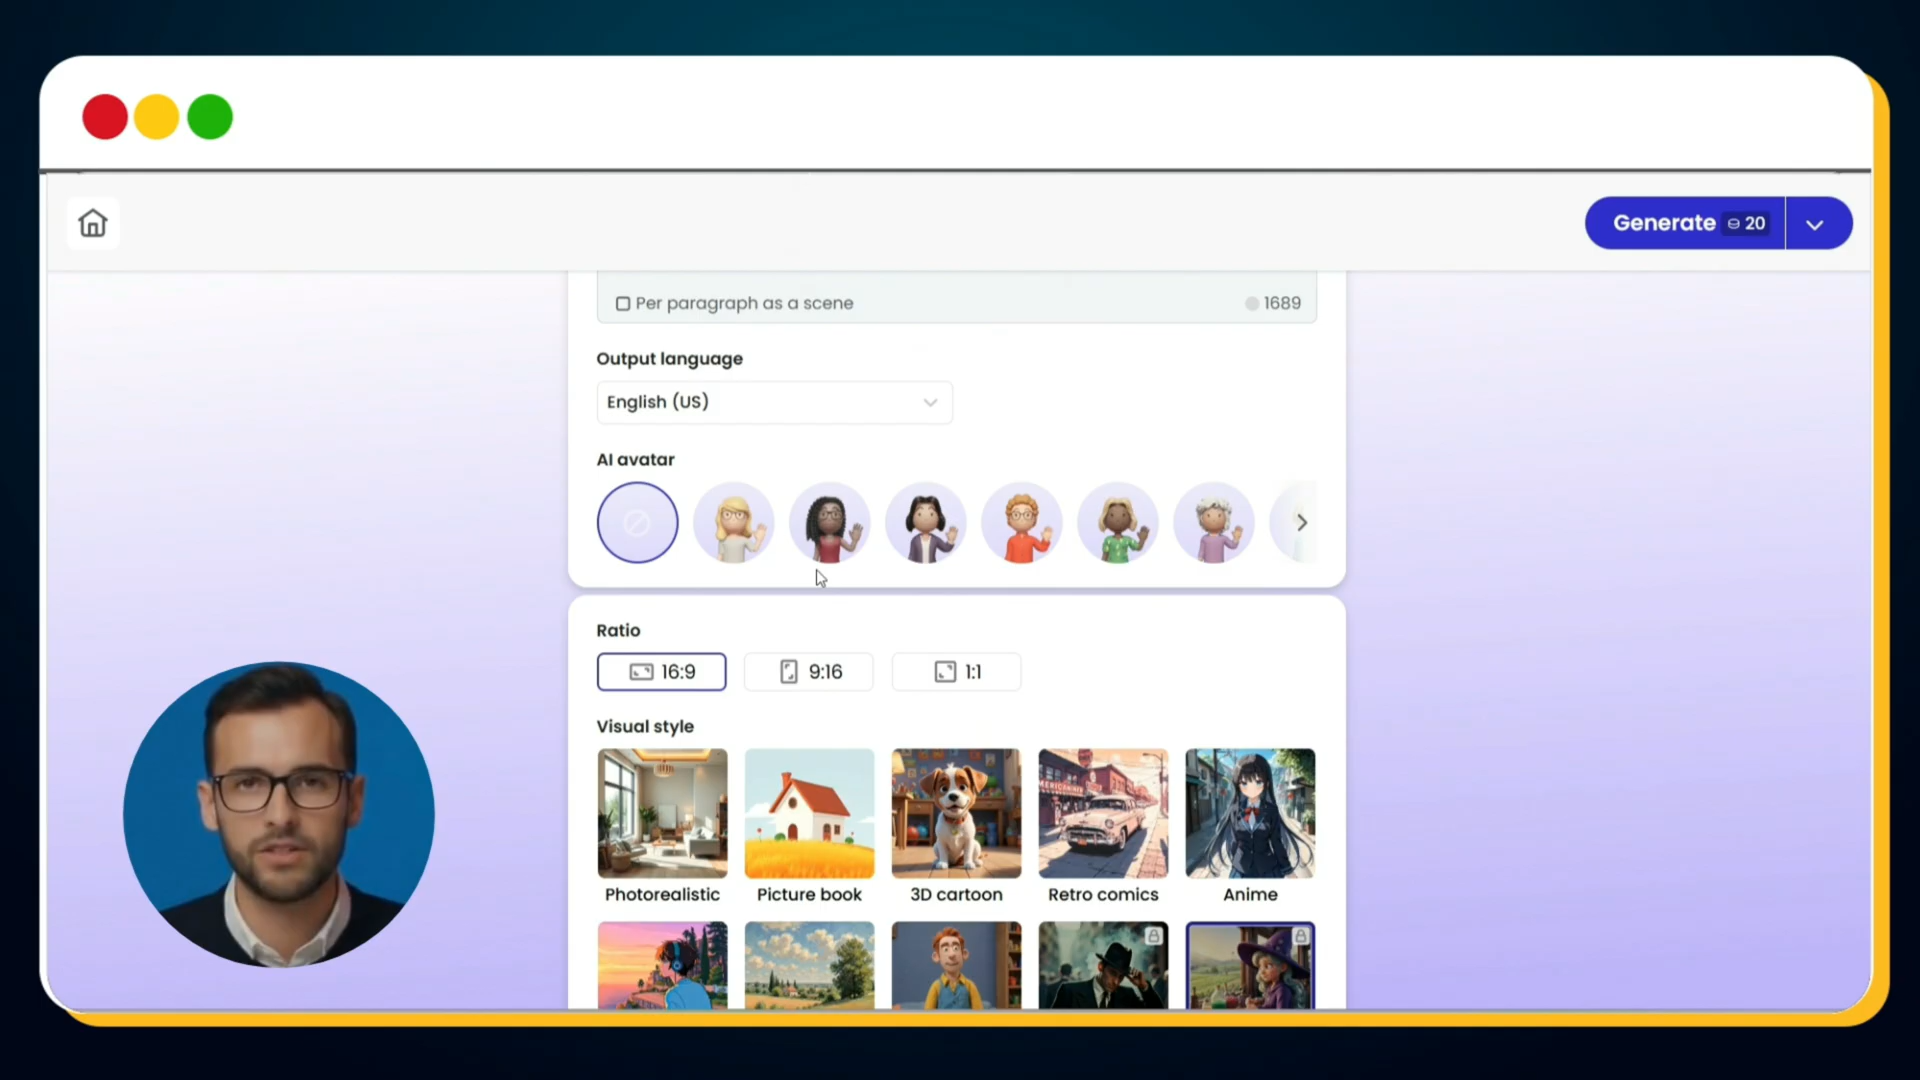 Generate 20
Per paragraph as a scene 1689
Output language
English (US)
AI avatar
Ratio
16:9 9:16 1:1
Visual style
AMERICAN
Photorealistic Picture book 3D cartoon Retro comics Anime